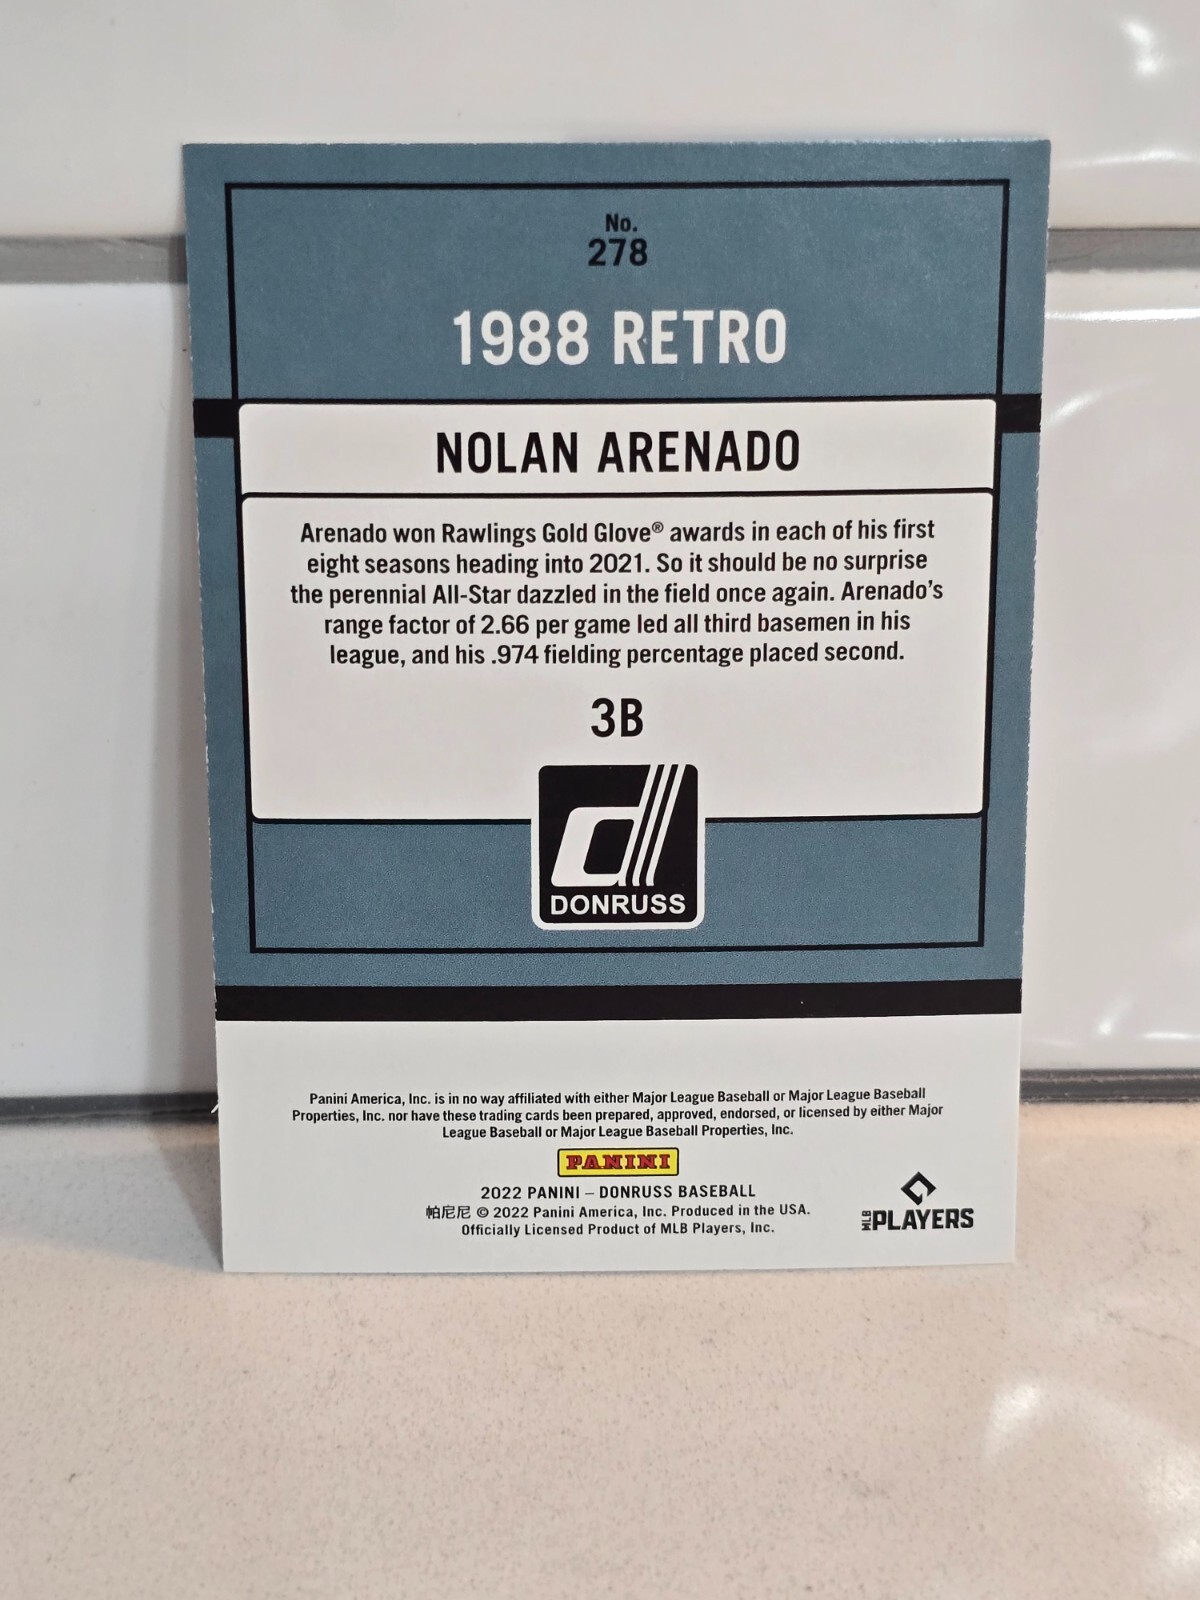 No.
278
1988 RETRO
NOLAN ARENADO
Arenado won Rawlings Gold Glove® awards in each of his first
eight seasons heading into 2021. So it should be no surprise
the perennial All-Star dazzled in the field once again. Arenado's
range factor of 2.66 per game led all third basemen in his
league, and his .974 fielding percentage placed second.
3B
d
DONRUSS
Panini America, Inc. is in no way affiliated with either Major League Baseball or Major League Baseball
Properties, Inc. nor have these trading cards been prepared, approved, endorsed, or licensed by either Major
League Baseball or Major League Baseball Properties, Inc.
PANINI
2022 PANINI – DONRUSS BASEBALL
帕尼尼 © 2022 Panini America, Inc. Produced in the USA.
Officially Licensed Product of MLB Players, Inc.
MLB PLAYERS